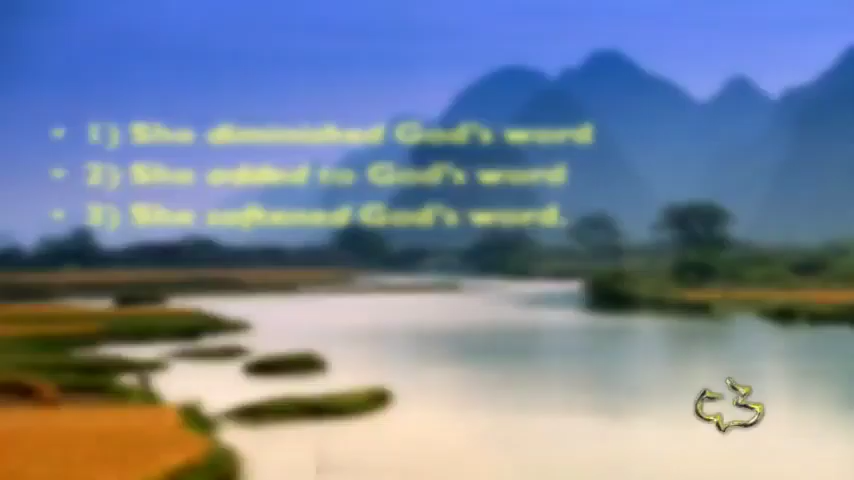 • 1) She diminished God's word
• 2) She added to God's word
• 3) She softened God's word.